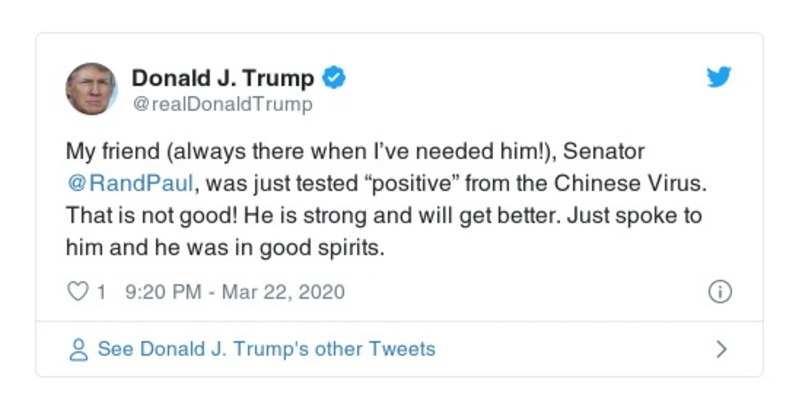 Donald J. Trump
@realDonaldTrump
My friend (always there when I’ve needed him!), Senator
@RandPaul, was just tested “positive” from the Chinese Virus.
That is not good! He is strong and will get better. Just spoke to
him and he was in good spirits.
1 9:20 PM - Mar 22, 2020
See Donald J. Trump's other Tweets